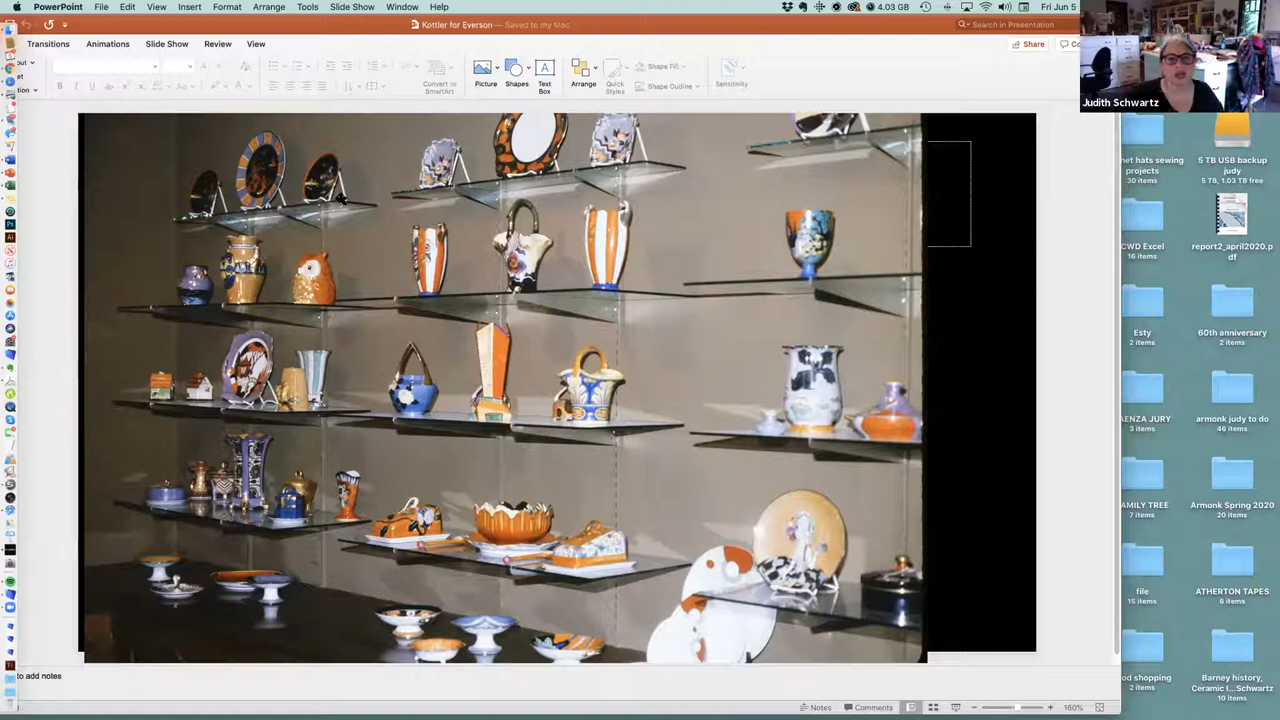 PowerPoint File Edit View Insert Format Arrange Tools Slide Show Window Help 4.03 GB Fri Jun 5
Kottler for Everson — Saved to my Mac
Search in Presentation
Transitions Animations Slide Show Review View
Share
Convert to SmartArt
Picture
Shapes
Text Box
Arrange
Quick Styles
Shape Fill
Shape Outline
Sensitivity
Judith Schwartz
net hats sewing projects
30 items
5 TB USB backup judy
5 TB, 1.03 TB free
CWD Excel
16 items
report2_april2020.pdf
Esty
2 items
60th anniversary
2 items
AENZA JURY
3 items
armonk judy to do
46 items
AMILY TREE
7 items
Armonk Spring 2020
10 items
file
15 items
ATHERTON TAPES
6 items
od shopping
2 items
Barney history, Ceramic I...Schwartz
10 items
to add notes
Notes
Comments
160%